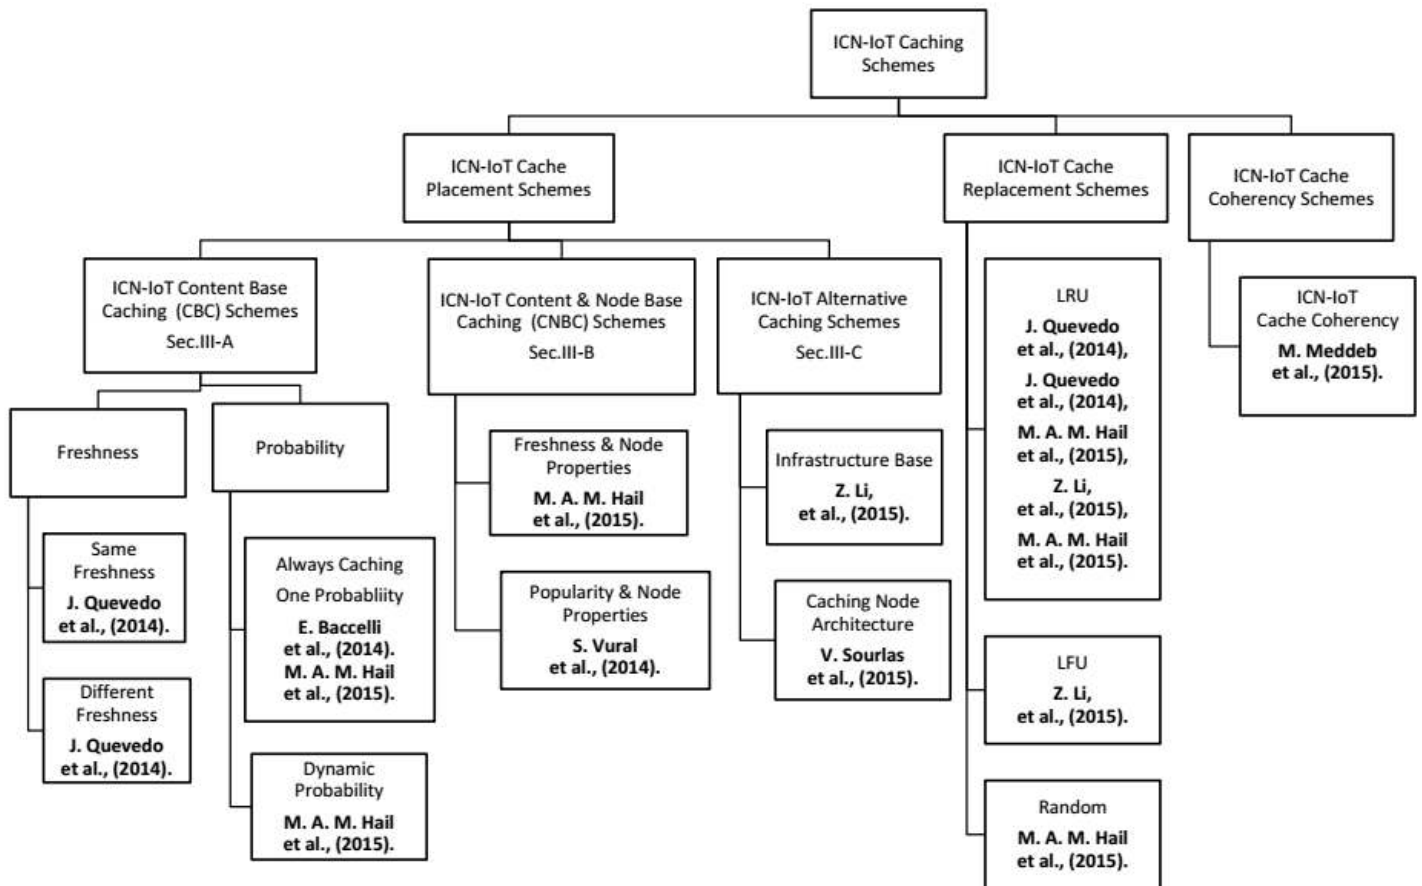 ICN-IoT Caching
Schemes
ICN-IoT Cache
Placement Schemes
ICN-IoT Cache
Replacement Schemes
ICN-IoT Cache
Coherency Schemes
ICN-IoT Content Base
Caching (CBC) Schemes
Sec.III-A
ICN-IoT Content & Node Base
Caching (CNBC) Schemes
Sec.III-B
ICN-IoT Alternative
Caching Schemes
Sec.III-C
LRU
J. Quevedo
et al., (2014),
J. Quevedo
et al., (2014),
M. A. M. Hail
et al., (2015),
Z. Li,
et al., (2015),
M. A. M. Hail
et al., (2015).
ICN-IoT
Cache Coherency
M. Meddeb
et al., (2015).
Freshness
Probability
Freshness & Node
Properties
M. A. M. Hail
et al., (2015).
Infrastructure Base
Z. Li,
et al., (2015).
Same
Freshness
J. Quevedo
et al., (2014).
Always Caching
One Probabliity
E. Baccelli
et al., (2014).
M. A. M. Hail
et al., (2015).
Popularity & Node
Properties
S. Vural
et al., (2014).
Caching Node
Architecture
V. Sourlas
et al., (2015).
LFU
Z. Li,
et al., (2015).
Different
Freshness
J. Quevedo
et al., (2014).
Dynamic
Probability
M. A. M. Hail
et al., (2015).
Random
M. A. M. Hail
et al., (2015).